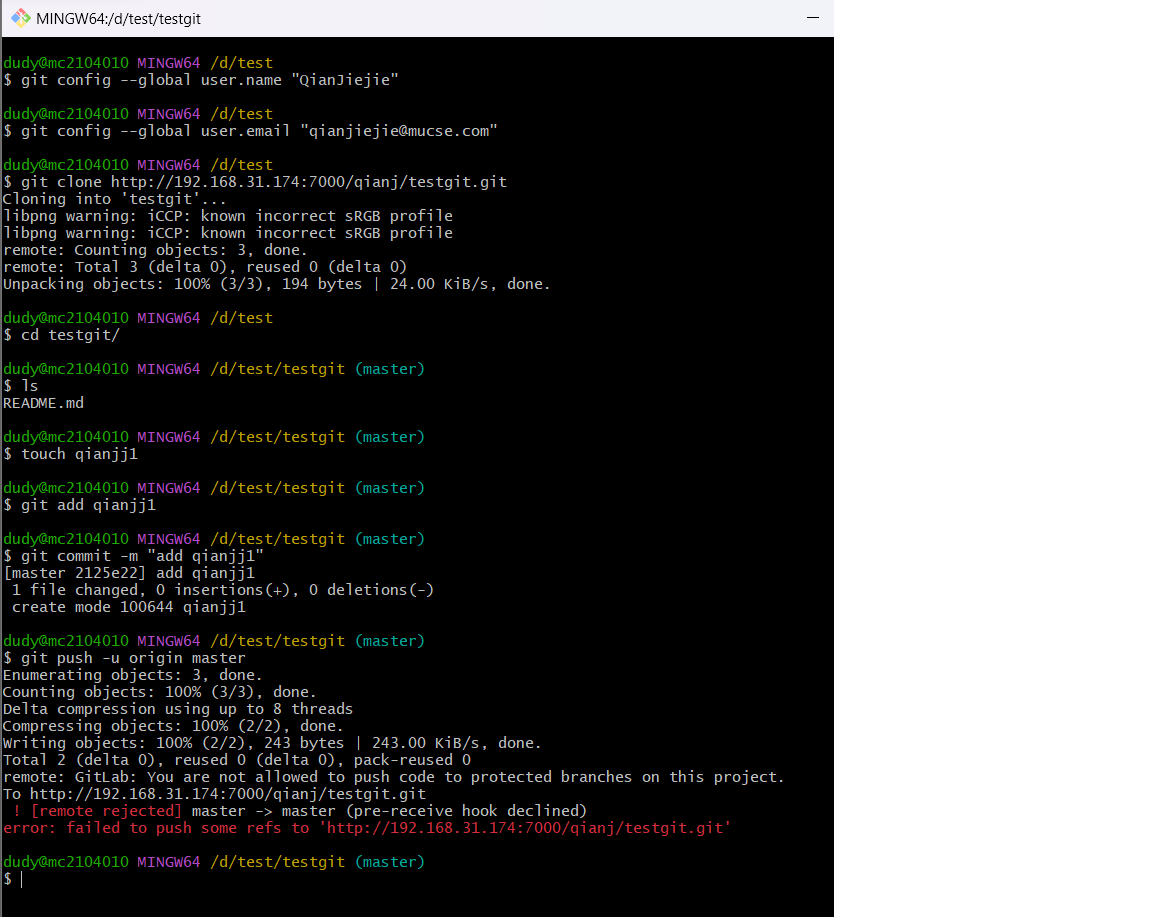 MINGW64:/d/test/testgit
dudy@mc2104010 MINGW64 /d/test
$ git config --global user.name "QianJiejie"
dudy@mc2104010 MINGW64 /d/test
$ git config --global user.email "qianjiejie@mucse.com"
dudy@mc2104010 MINGW64 /d/test
$ git clone http://192.168.31.174:7000/qianj/testgit.git
Cloning into 'testgit'...
libpng warning: iCCP: known incorrect sRGB profile
libpng warning: iCCP: known incorrect sRGB profile
remote: Counting objects: 3, done.
remote: Total 3 (delta 0), reused 0 (delta 0)
Unpacking objects: 100% (3/3), 194 bytes | 24.00 KiB/s, done.
dudy@mc2104010 MINGW64 /d/test
$ cd testgit/
dudy@mc2104010 MINGW64 /d/test/testgit (master)
$ ls
README.md
dudy@mc2104010 MINGW64 /d/test/testgit (master)
$ touch qianjj1
dudy@mc2104010 MINGW64 /d/test/testgit (master)
$ git add qianjj1
dudy@mc2104010 MINGW64 /d/test/testgit (master)
$ git commit -m "add qianjj1"
[master 2125e22] add qianjj1
1 file changed, 0 insertions(+), 0 deletions(-)
create mode 100644 qianjj1
dudy@mc2104010 MINGW64 /d/test/testgit (master)
$ git push -u origin master
Enumerating objects: 3, done.
Counting objects: 100% (3/3), done.
Delta compression using up to 8 threads
Compressing objects: 100% (2/2), done.
Writing objects: 100% (2/2), 243 bytes | 243.00 KiB/s, done.
Total 2 (delta 0), reused 0 (delta 0), pack-reused 0
remote: GitLab: You are not allowed to push code to protected branches on this project.
To http://192.168.31.174:7000/qianj/testgit.git
! [remote rejected] master -> master (pre-receive hook declined)
error: failed to push some refs to 'http://192.168.31.174:7000/qianj/testgit.git'
dudy@mc2104010 MINGW64 /d/test/testgit (master)
$